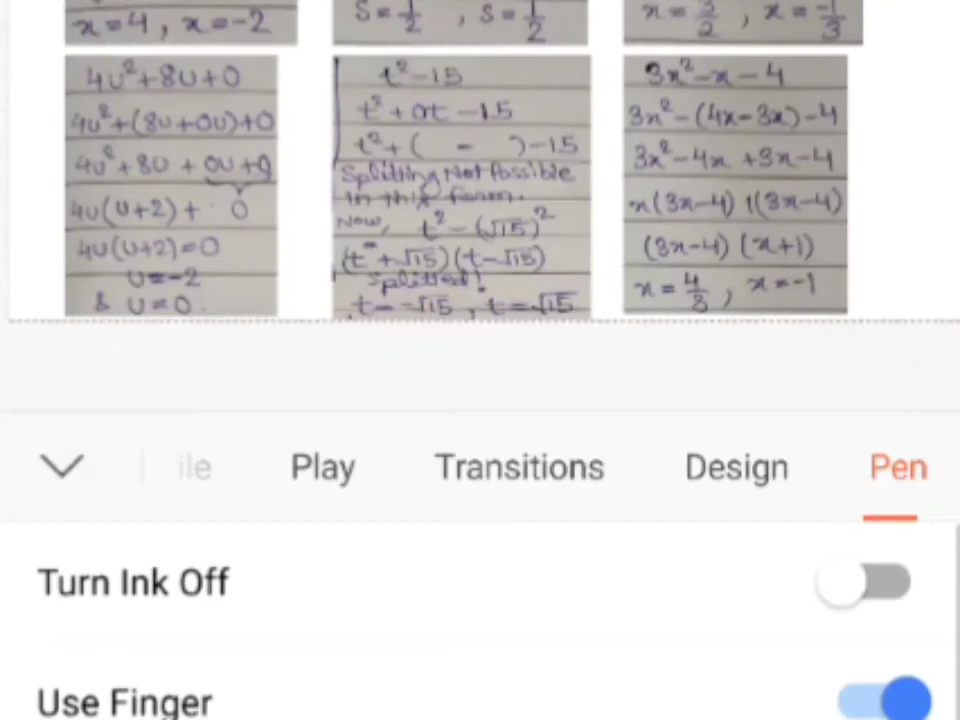 x=4, x=-2
S=1/2, S=1/2
x=3/2, x=-1/3
4u²+8u+0
4u²+(8u+0u)+0
4u²+8u+0u+0
4u(u+2)+ 0
4u(u+2)=0
u=-2
& u=0
t²-15
t²+0t-15
t²+( - )-15
Splitting Not Possible
In this form.
Now, t²-(√15)²
(t+√15)(t-√15)
Splitted!
t=-√15, t=√15
3x²-x-4
3x²-(4x-3x)-4
3x²-4x+3x-4
x(3x-4) 1(3x-4)
(3x-4)(x+1)
x=4/3, x=-1
ile Play Transitions Design Pen
Turn Ink Off
Use Finger